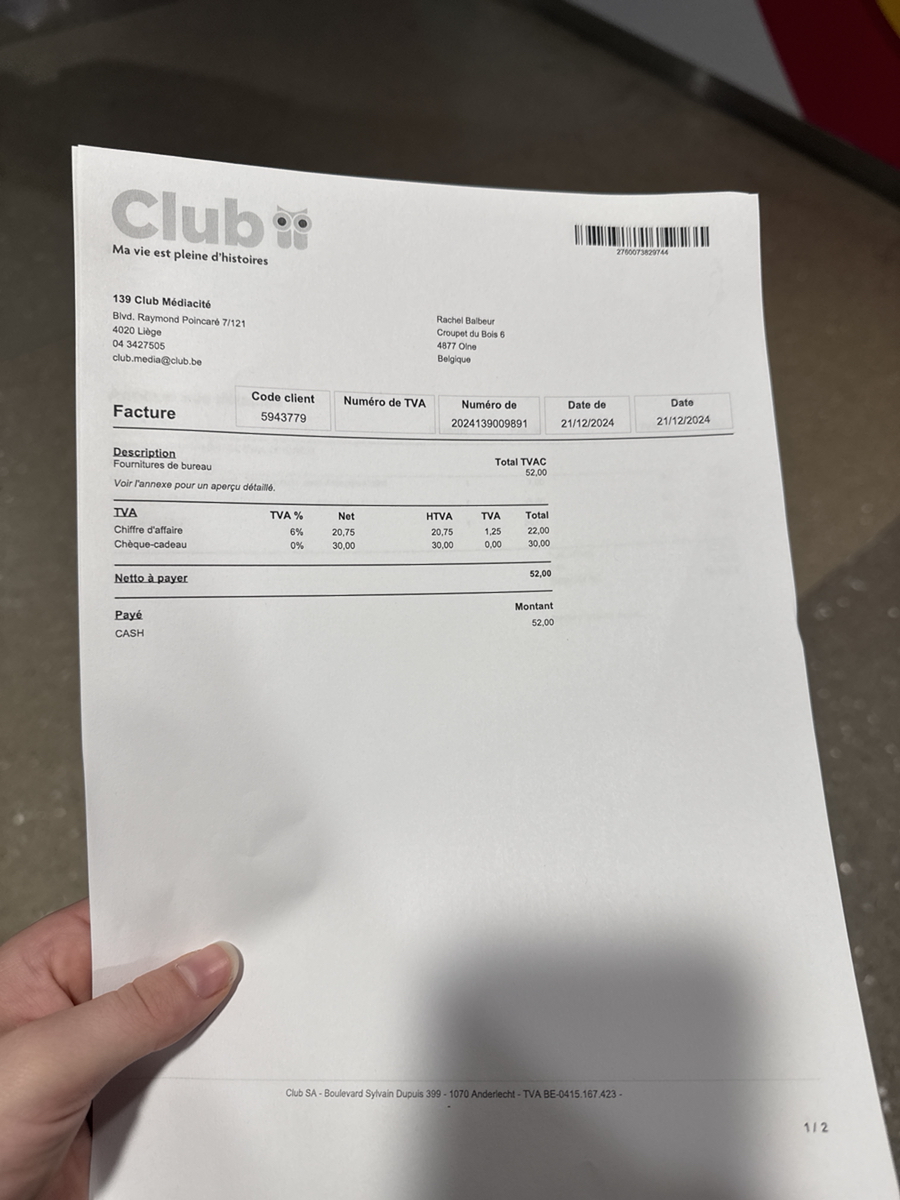 Club
Ma vie est pleine d'histoires
2760073829744
139 Club Médiacité
Blvd. Raymond Poincaré 7/121
4020 Liège
04 3427505
club.media@club.be
Rachel Balbeur
Croupet du Bois 6
4877 Olne
Belgique
Facture
Code client
5943779
Numéro de TVA
Numéro de
2024139009891
Date de
21/12/2024
Date
21/12/2024
Description
Total TVAC
Fournitures de bureau
52,00
Voir l'annexe pour un aperçu détaillé.
TVA TVA % Net HTVA TVA Total
Chiffre d'affaire 6% 20,75 20,75 1,25 22,00
Chèque-cadeau 0% 30,00 30,00 0,00 30,00
Netto à payer 52,00
Payé Montant
CASH 52,00
Club SA - Boulevard Sylvain Dupuis 399 - 1070 Anderlecht - TVA BE-0415.167.423 -
-
1 / 2